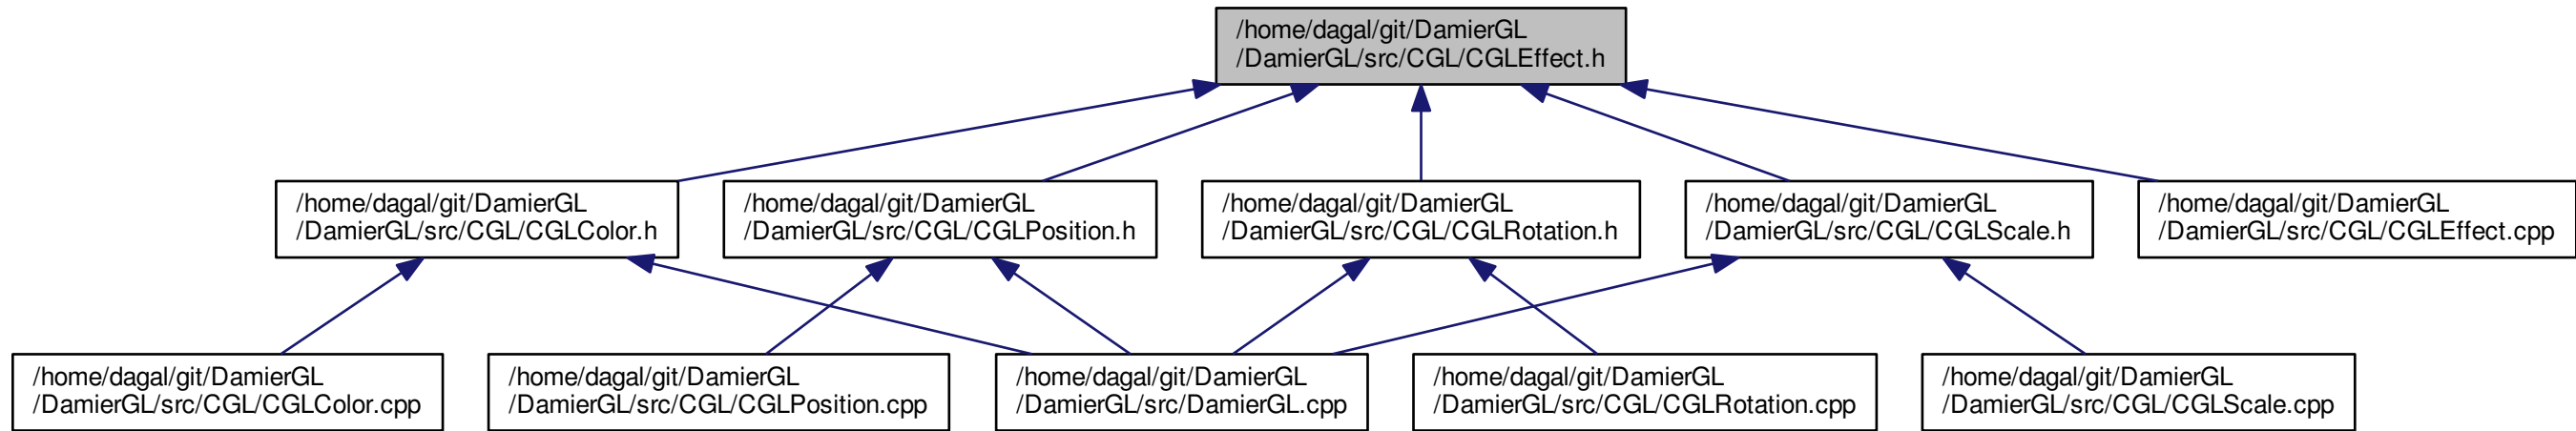 /home/dagal/git/DamierGL
/DamierGL/src/CGL/CGLEffect.h
/home/dagal/git/DamierGL
/DamierGL/src/CGL/CGLColor.h
/home/dagal/git/DamierGL
/DamierGL/src/CGL/CGLPosition.h
/home/dagal/git/DamierGL
/DamierGL/src/CGL/CGLRotation.h
/home/dagal/git/DamierGL
/DamierGL/src/CGL/CGLScale.h
/home/dagal/git/DamierGL
/DamierGL/src/CGL/CGLEffect.cpp
/home/dagal/git/DamierGL
/DamierGL/src/CGL/CGLColor.cpp
/home/dagal/git/DamierGL
/DamierGL/src/CGL/CGLPosition.cpp
/home/dagal/git/DamierGL
/DamierGL/src/DamierGL.cpp
/home/dagal/git/DamierGL
/DamierGL/src/CGL/CGLRotation.cpp
/home/dagal/git/DamierGL
/DamierGL/src/CGL/CGLScale.cpp